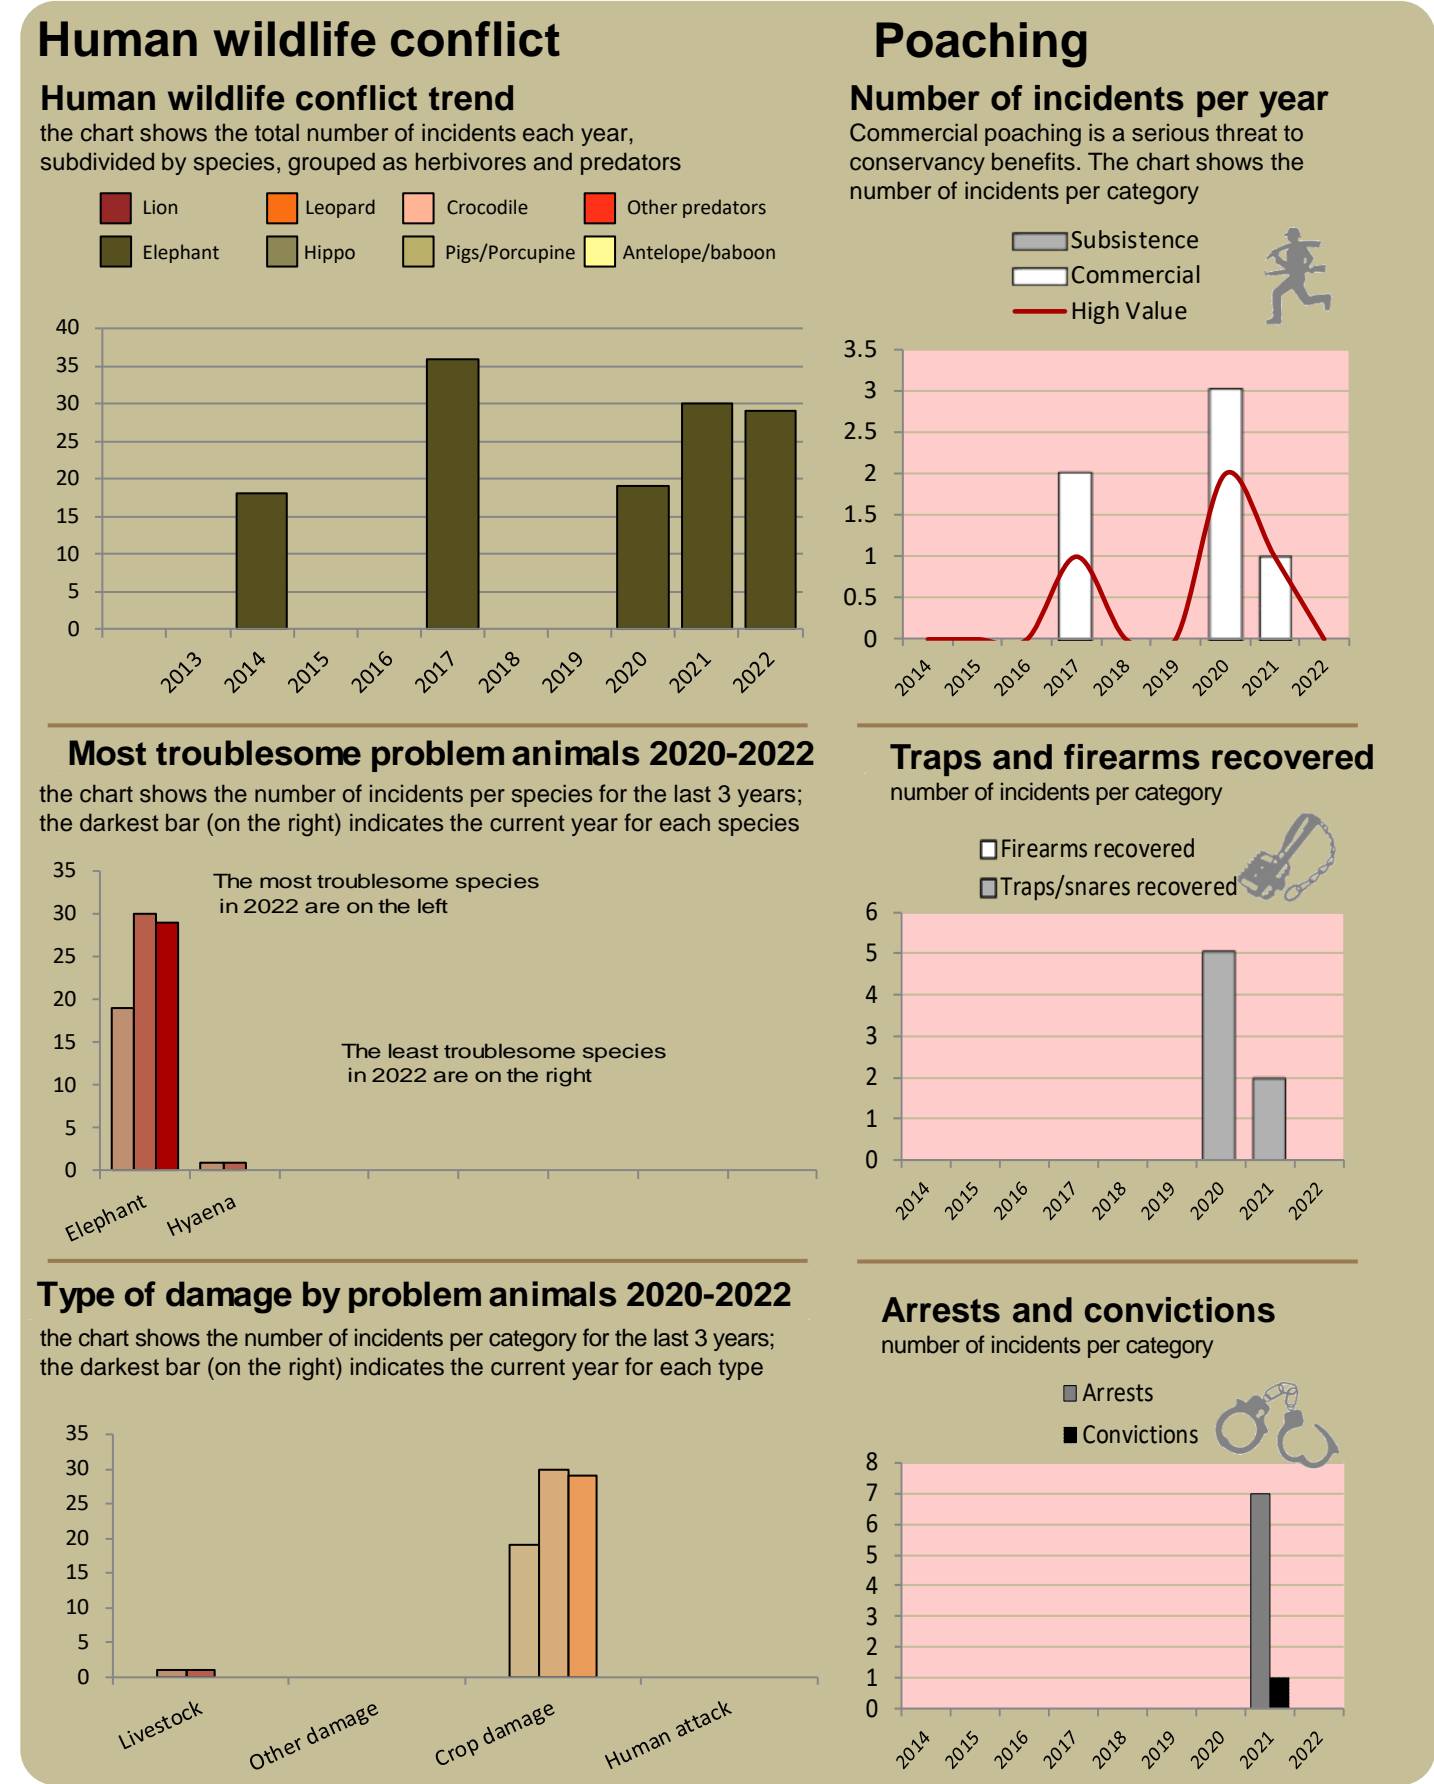 Human wildlife conflict
Human wildlife conflict trend
the chart shows the total number of incidents each year,
subdivided by species, grouped as herbivores and predators
Lion
Leopard
Crocodile
Other predators
Elephant
Hippo
Pigs/Porcupine
Antelope/baboon
40
35
30
25
20
15
10
5
0
2013
2014
2015
2016
2017
2018
2019
2020
2021
2022
Most troublesome problem animals 2020-2022
the chart shows the number of incidents per species for the last 3 years;
the darkest bar (on the right) indicates the current year for each species
The most troublesome species
in 2022 are on the left
The least troublesome species
in 2022 are on the right
35
30
25
20
15
10
5
0
Elephant
Hyaena
Type of damage by problem animals 2020-2022
the chart shows the number of incidents per category for the last 3 years;
the darkest bar (on the right) indicates the current year for each type
35
30
25
20
15
10
5
0
Livestock
Other damage
Crop damage
Human attack
Poaching
Number of incidents per year
Commercial poaching is a serious threat to
conservancy benefits. The chart shows the
number of incidents per category
Subsistence
Commercial
High Value
3.5
3
2.5
2
1.5
1
0.5
0
2014
2015
2016
2017
2018
2019
2020
2021
2022
Traps and firearms recovered
number of incidents per category
Firearms recovered
Traps/snares recovered
6
5
4
3
2
1
0
2014
2015
2016
2017
2018
2019
2020
2021
2022
Arrests and convictions
number of incidents per category
Arrests
Convictions
8
7
6
5
4
3
2
1
0
2014
2015
2016
2017
2018
2019
2020
2021
2022